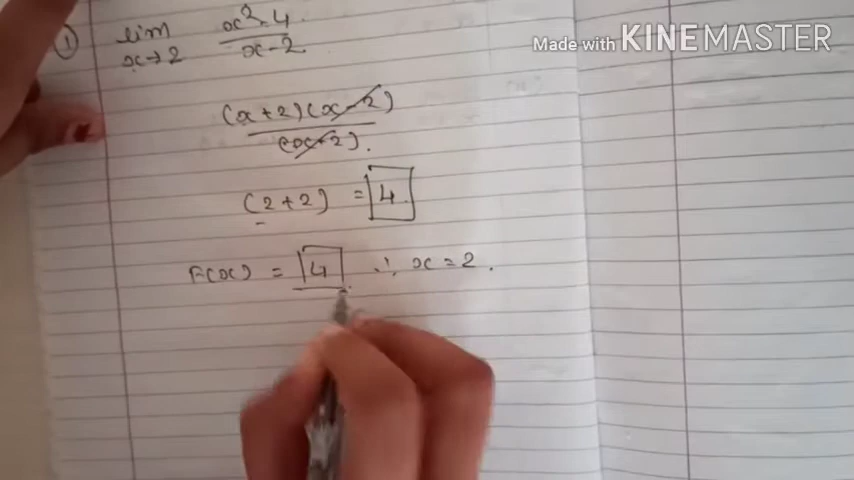 ① lim x→2 x²-4 / x-2
Made with KINEMASTER
(x+2)(x-2)
(x-2).
(2+2) = 4
F(x) = 4 ∴ x = 2.